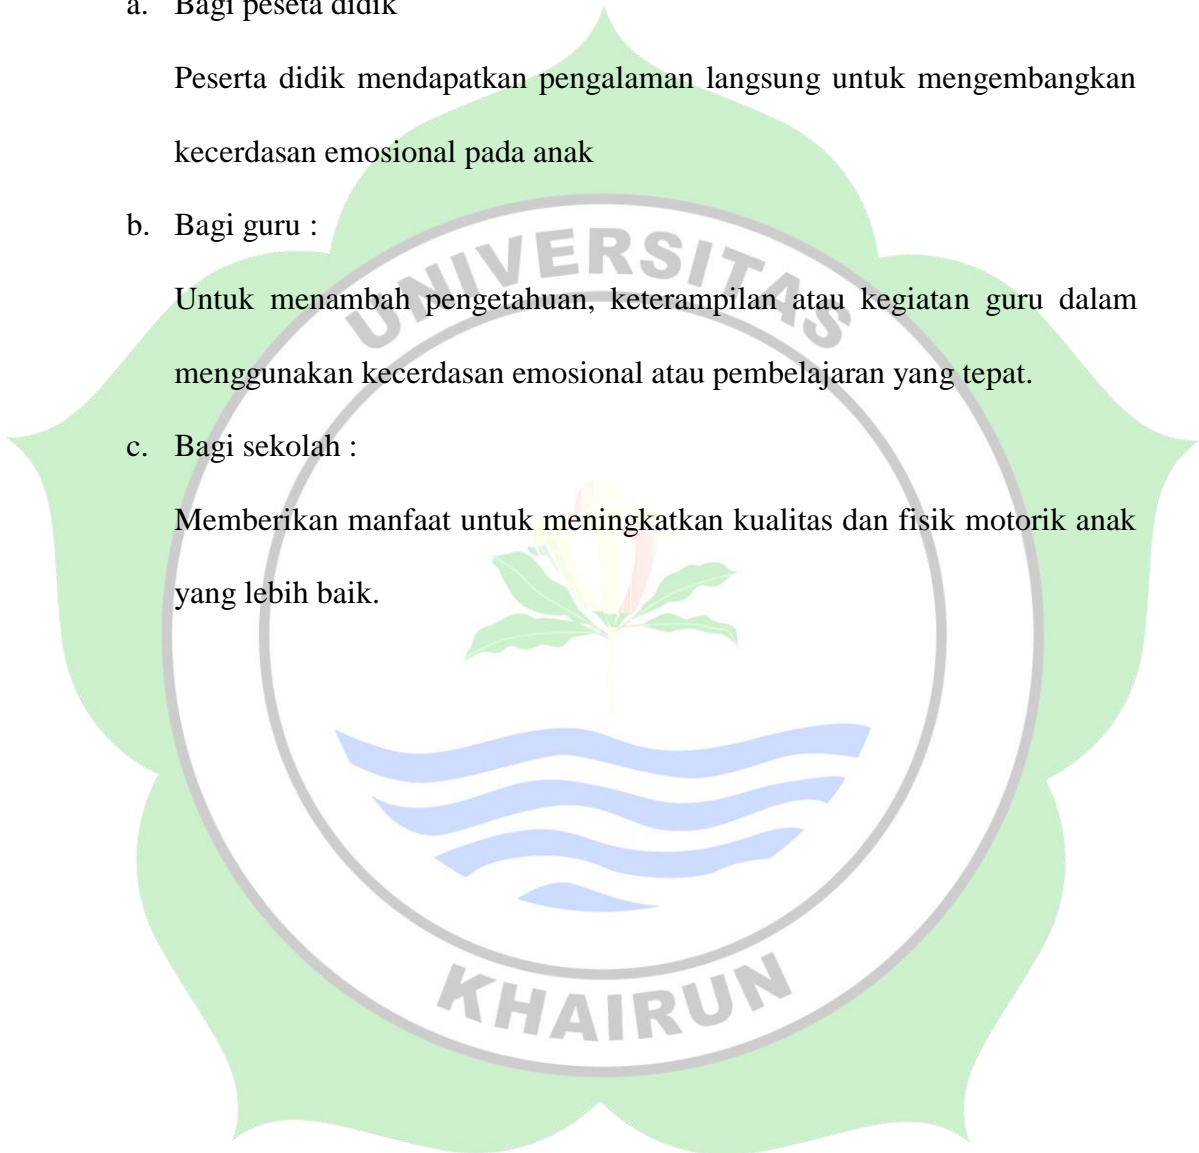 a. Bagi peseta didik
Peserta didik mendapatkan pengalaman langsung untuk mengembangkan
kecerdasan emosional pada anak
b. Bagi guru :
Untuk menambah pengetahuan, keterampilan atau kegiatan guru dalam
menggunakan kecerdasan emosional atau pembelajaran yang tepat.
c. Bagi sekolah :
Memberikan manfaat untuk meningkatkan kualitas dan fisik motorik anak
yang lebih baik.
UNIVERSITAS
KHAIRUN